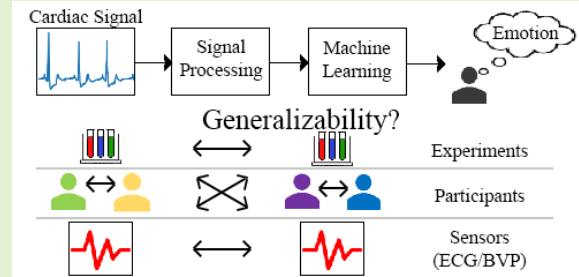 Cardiac Signal
Signal
Processing
Machine
Learning
Emotion
Generalizability?
Experiments
Participants
Sensors
(ECG/BVP)